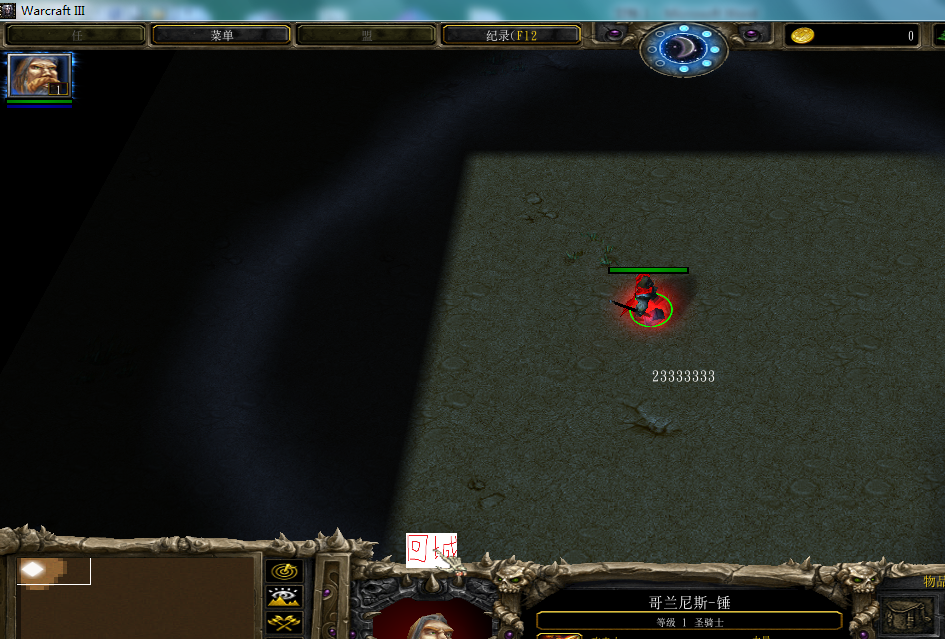 Warcraft III
任
菜单
盟
纪录(F12
0
1
23333333
回城
物品
哥兰尼斯-锤
等级 1 圣骑士